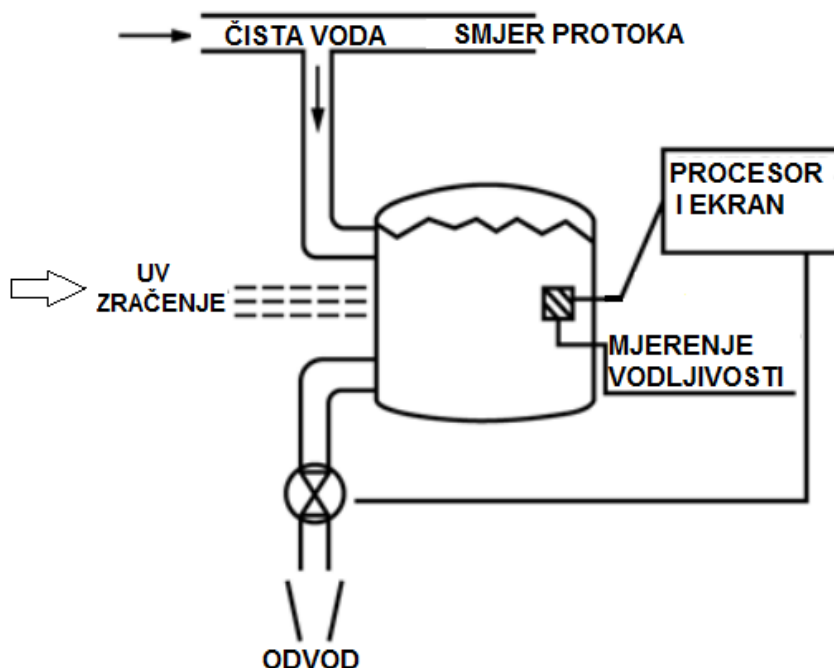 ČISTA VODA
SMJER PROTOKA
PROCESOR
I EKRAN
UV
ZRAČENJE
MJERENJE
VODLJIVOSTI
ODVOD